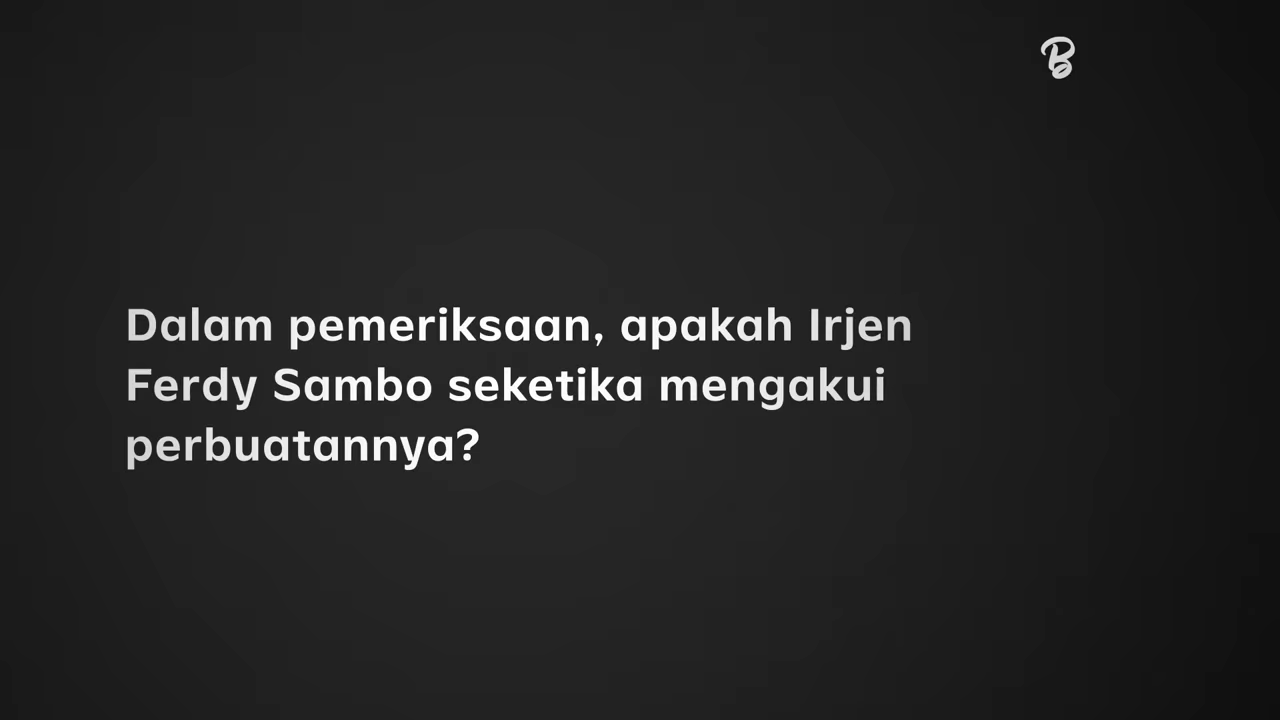 B
Dalam pemeriksaan, apakah Irjen
Ferdy Sambo seketika mengakui
perbuatannya?